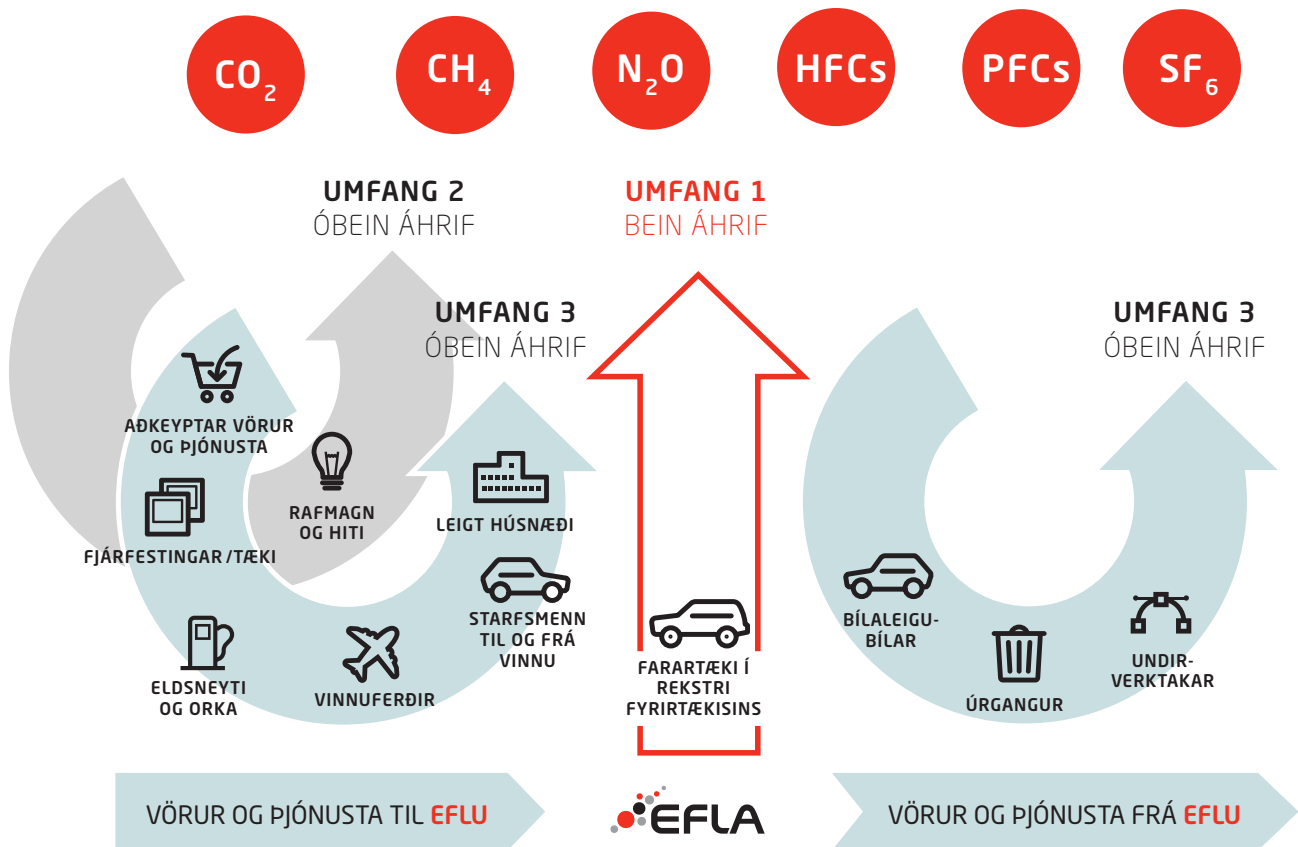 CO₂
CH₄
N₂O
HFCs
PFCs
SF₆
UMFANG 2
ÓBEIN ÁHRIF
UMFANG 1
BEIN ÁHRIF
UMFANG 3
ÓBEIN ÁHRIF
UMFANG 3
ÓBEIN ÁHRIF
AÐKEYPTAR VÖRUR
OG ÞJÓNUSTA
RAFMAGN
OG HITI
LEIGT HÚSNÆÐI
FJÁRFESTINGAR/TÆKI
STARFSMENN
TIL OG FRÁ
VINNU
ELDSNEYTI
OG ORKA
VINNUFERÐIR
FARARTÆKI Í
REKSTRI
FYRIRTÆKISINS
BÍLALEIGU-
BÍLAR
ÚRGANGUR
UNDIR-
VERKTAKAR
VÖRUR OG ÞJÓNUSTA TIL EFLU
EFLA
VÖRUR OG ÞJÓNUSTA FRÁ EFLU